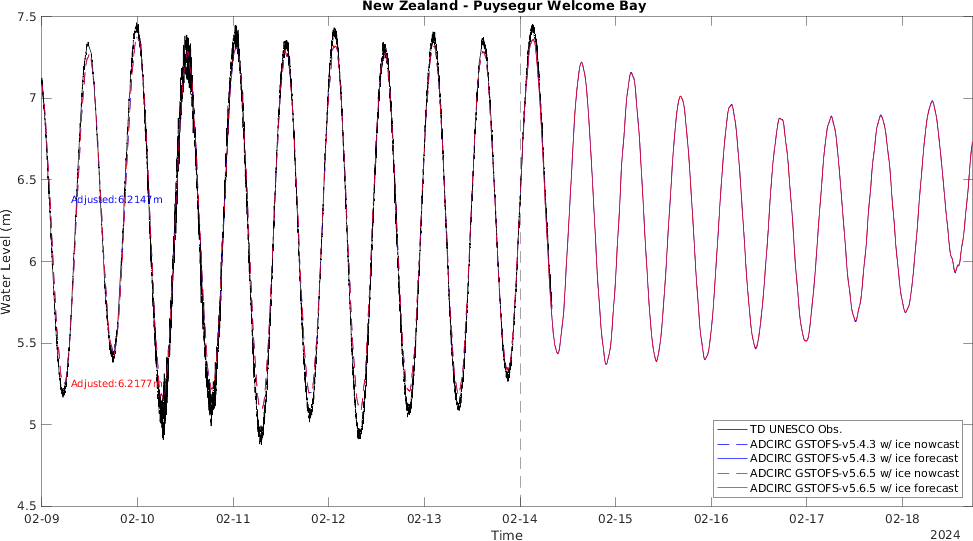 New Zealand - Puysegur Welcome Bay
7.5
7
6.5
6
5.5
5
4.5
Water Level (m)
Adjusted:6.2147m
Adjusted:6.2177m
TD UNESCO Obs.
ADCIRC GSTOFS-v5.4.3 w/ ice nowcast
ADCIRC GSTOFS-v5.4.3 w/ ice forecast
ADCIRC GSTOFS-v5.6.5 w/ ice nowcast
ADCIRC GSTOFS-v5.6.5 w/ ice forecast
02-09 02-10 02-11 02-12 02-13 02-14 02-15 02-16 02-17 02-18
Time
2024